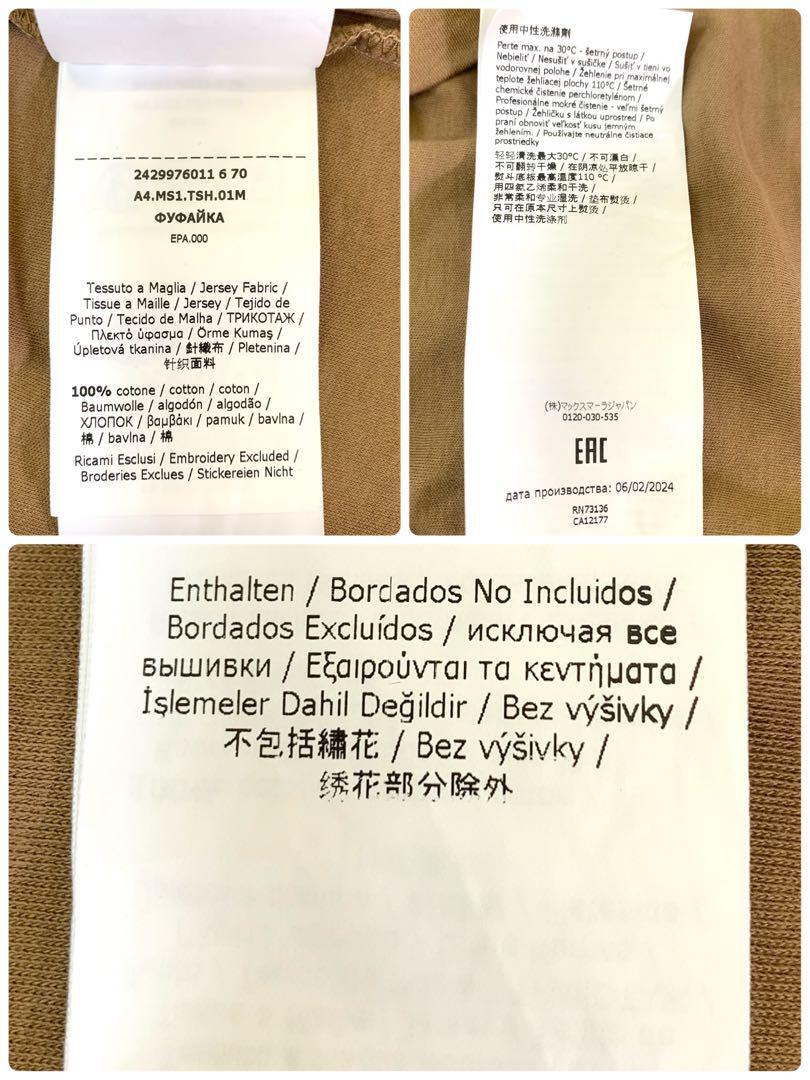 2429976011 6 70
A4.MS1.TSH.01M
ФУФАЙКА
EPA.000
Tessuto a Maglia / Jersey Fabric /
Tissue a Maille / Jersey / Tejido de
Punto / Tecido de Malha / ТРИКОТАЖ /
Πλεκτό ύφασμα / Örme Kumaş /
Úpletová tkanina / 針織布 / Pletenina /
针织面料
100% cotone / cotton / coton /
Baumwolle / algodón / algodão /
ХЛОПОК / βαμβάκι / pamuk / bavlna /
棉 / bavlna / 棉
Ricami Esclusi / Embroidery Excluded /
Broderies Exclues / Stickereien Nicht
使用中性洗滌劑
Perte max. na 30°C - šetrný postup /
Nebieliť / Nesušiť v sušičke / Sušiť v tieni vo
vodorovnej polohe / Žehlenie pri maximálnej
teplote žehliacej plochy 110°C / Šetrné
chemické čistenie perchloretylénom /
Profesionálne mokré čistenie - veľmi šetrný
postup / Žehličku s látkou uprostred / Po
praní obnoviť veľkosť kusu jemným
žehlením. / Používajte neutrálne čistiace
prostriedky
轻轻清洗最大30°C / 不可漂白 /
不可翻转干燥 / 在阴凉处平放晾干 /
熨斗底板最高温度110 °C /
用四氯乙烯柔和干洗 /
非常柔和专业湿洗 / 垫布熨烫 /
只可在原本尺寸上熨烫 /
使用中性洗涤剂
(株)マックスマーラジャパン
0120-030-535
EAC
дата производства: 06/02/2024
RN73136
CA12177
Enthalten / Bordados No Incluidos /
Bordados Excluídos / исключая все
вышивки / Εξαιρούνται τα κεντήματα /
İşlemeler Dahil Değildir / Bez výšivky /
不包括繡花 / Bez výšivky /
绣花部分除外